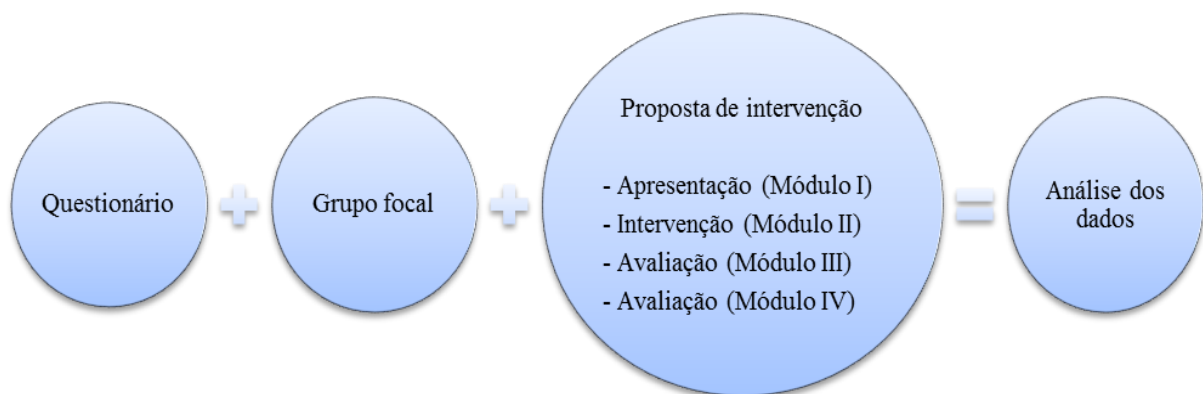 Questionário
Grupo focal
Proposta de intervenção
- Apresentação (Módulo I)
- Intervenção (Módulo II)
- Avaliação (Módulo III)
- Avaliação (Módulo IV)
Análise dos
dados